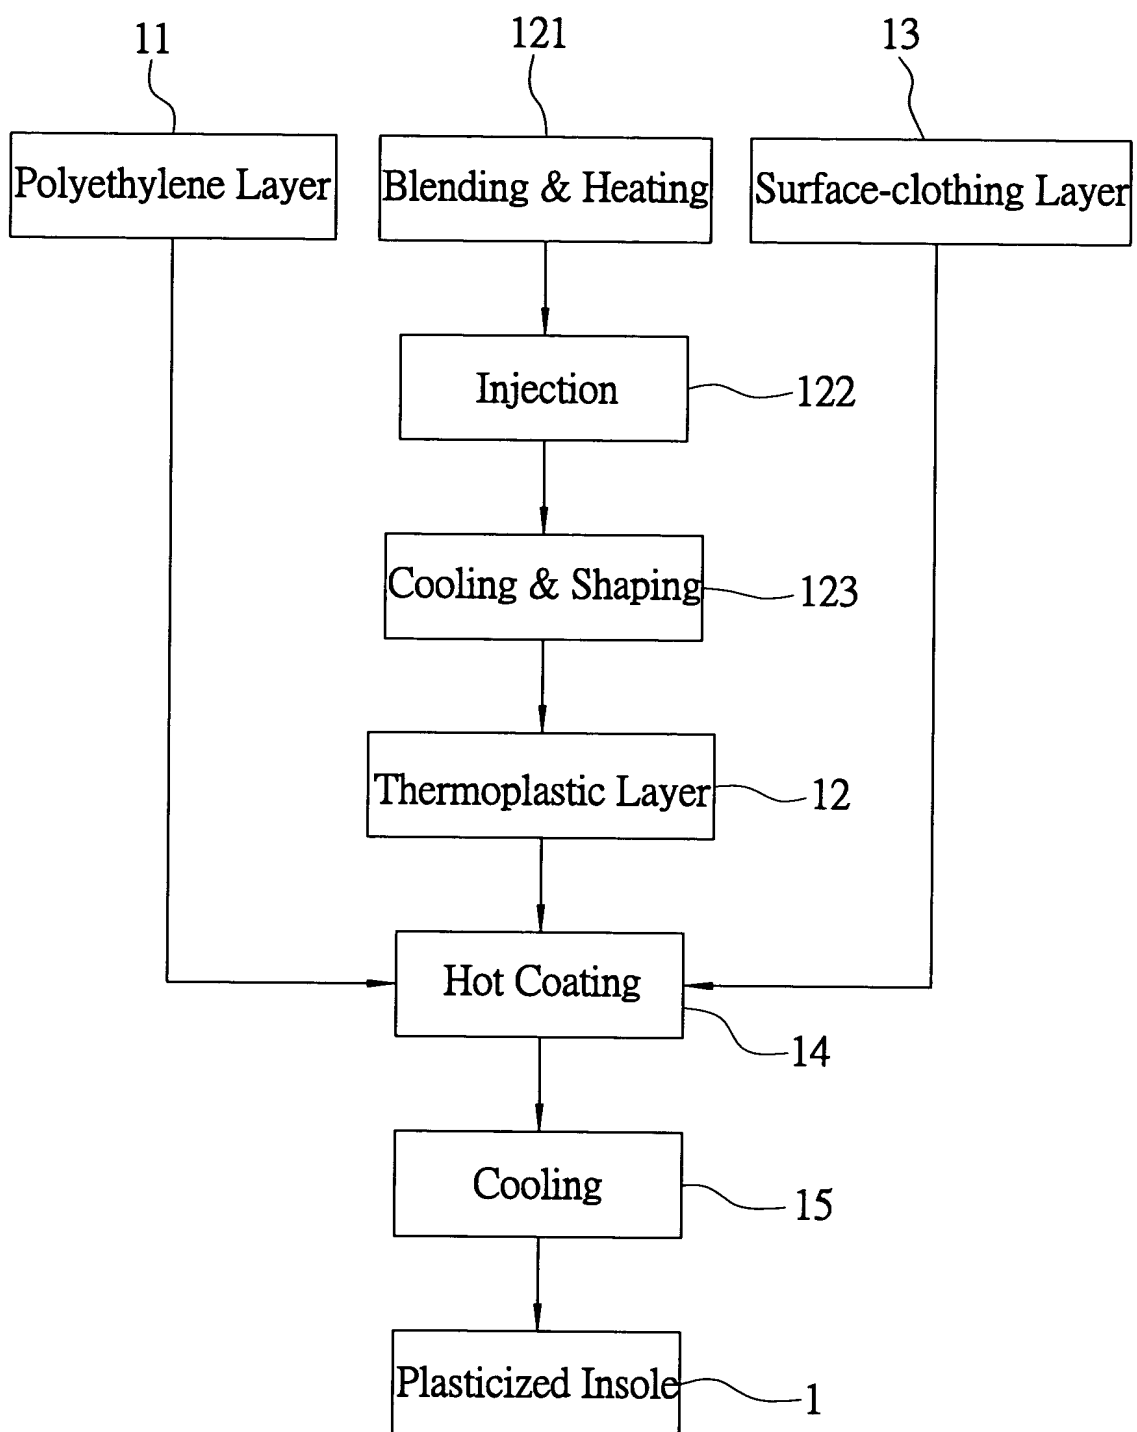 11
121
13
Polyethylene Layer
Blending & Heating
Surface-clothing Layer
Injection
122
Cooling & Shaping
123
Thermoplastic Layer
12
Hot Coating
14
Cooling
15
Plasticized Insole
1